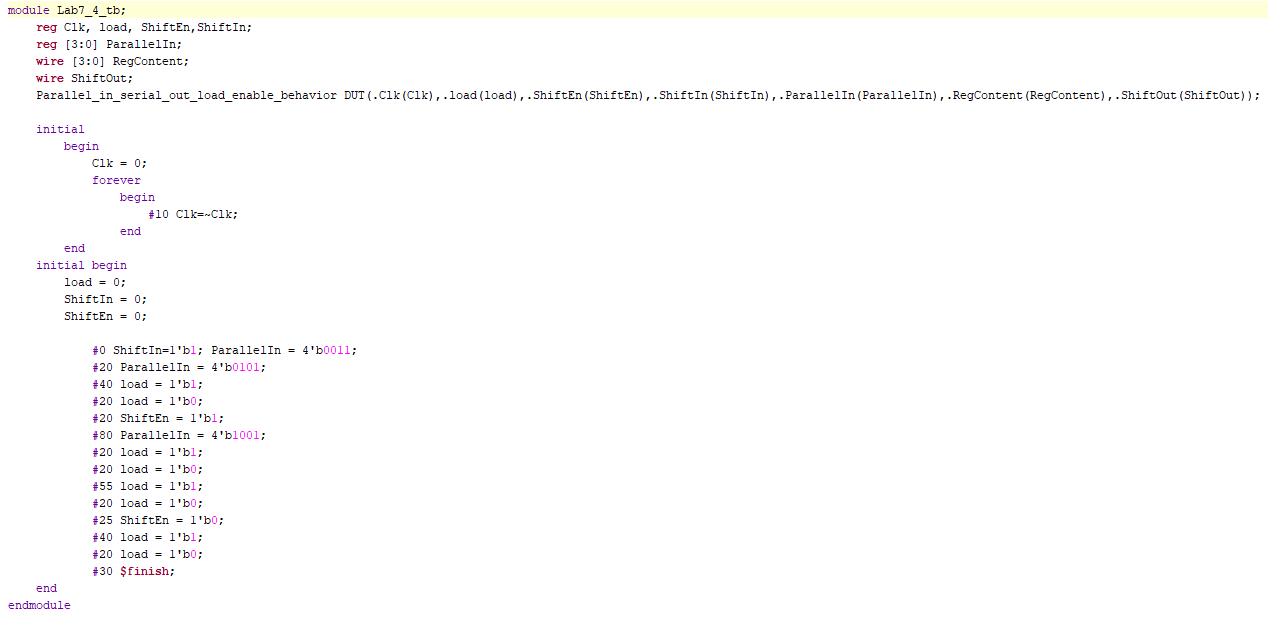 module Lab7_4_tb;
    reg Clk, load, ShiftEn,ShiftIn;
    reg [3:0] ParallelIn;
    wire [3:0] RegContent;
    wire ShiftOut;
    Parallel_in_serial_out_load_enable_behavior DUT(.Clk(Clk),.load(load),.ShiftEn(ShiftEn),.ShiftIn(ShiftIn),.ParallelIn(ParallelIn),.RegContent(RegContent),.ShiftOut(ShiftOut));
    initial
        begin
            Clk = 0;
            forever
                begin
                    #10 Clk=~Clk;
                end
        end
    initial begin
        load = 0;
        ShiftIn = 0;
        ShiftEn = 0;
            #0 ShiftIn=1'b1; ParallelIn = 4'b0011;
            #20 ParallelIn = 4'b0101;
            #40 load = 1'b1;
            #20 load = 1'b0;
            #20 ShiftEn = 1'b1;
            #80 ParallelIn = 4'b1001;
            #20 load = 1'b1;
            #20 load = 1'b0;
            #55 load = 1'b1;
            #20 load = 1'b0;
            #25 ShiftEn = 1'b0;
            #40 load = 1'b1;
            #20 load = 1'b0;
            #30 $finish;
    end
endmodule